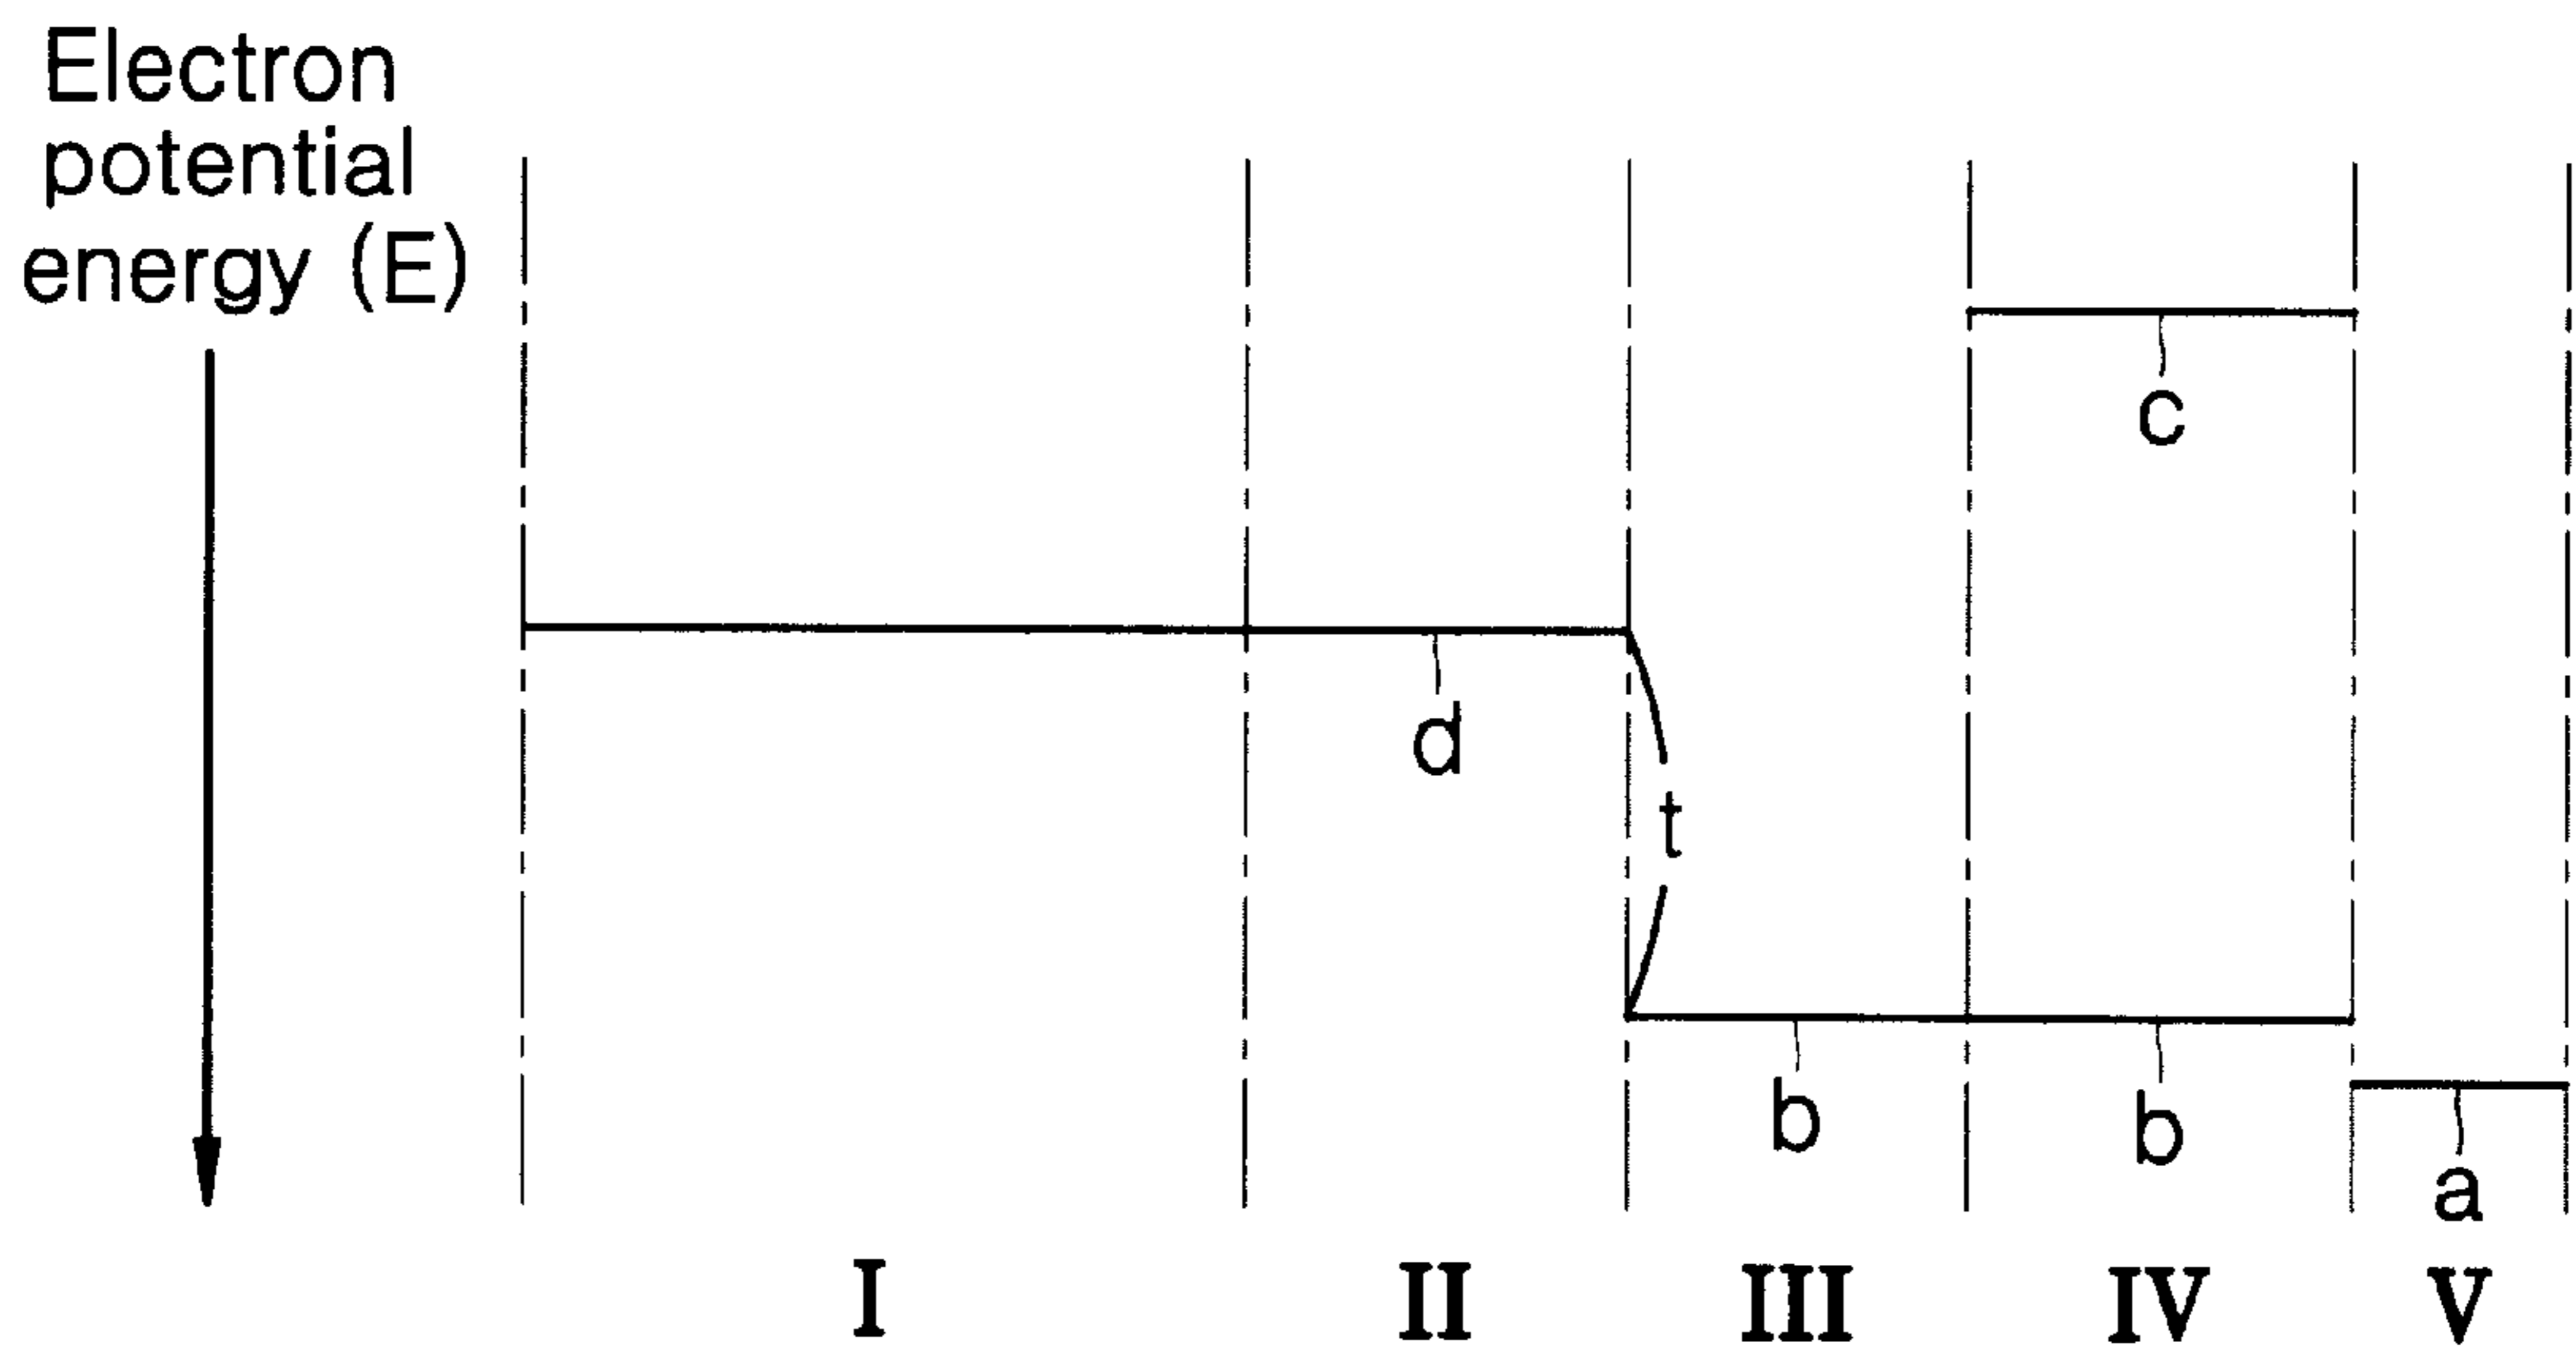 Electron
potential
energy (E)
c
d
t
b
b
a
I
II
III
IV
V